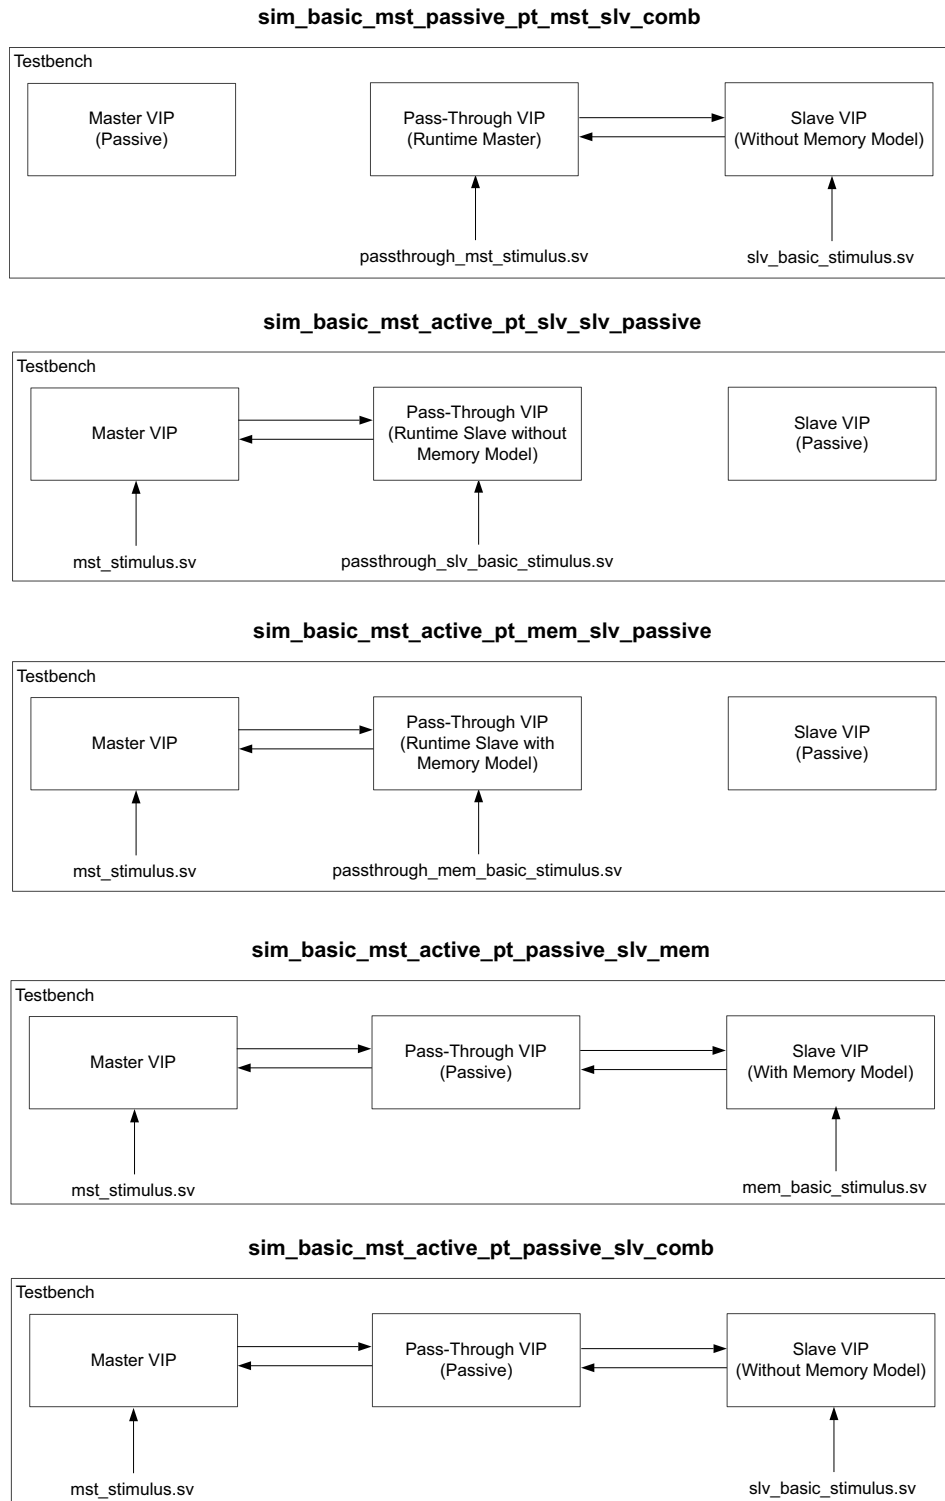 sim_basic_mst_passive_pt_mst_slv_comb
Testbench
Master VIP
(Passive)
Pass-Through VIP
(Runtime Master)
Slave VIP
(Without Memory Model)
passthrough_mst_stimulus.sv
slv_basic_stimulus.sv
sim_basic_mst_active_pt_slv_slv_passive
Testbench
Master VIP
Pass-Through VIP
(Runtime Slave without
Memory Model)
Slave VIP
(Passive)
mst_stimulus.sv
passthrough_slv_basic_stimulus.sv
sim_basic_mst_active_pt_mem_slv_passive
Testbench
Master VIP
Pass-Through VIP
(Runtime Slave with
Memory Model)
Slave VIP
(Passive)
mst_stimulus.sv
passthrough_mem_basic_stimulus.sv
sim_basic_mst_active_pt_passive_slv_mem
Testbench
Master VIP
Pass-Through VIP
(Passive)
Slave VIP
(With Memory Model)
mst_stimulus.sv
mem_basic_stimulus.sv
sim_basic_mst_active_pt_passive_slv_comb
Testbench
Master VIP
Pass-Through VIP
(Passive)
Slave VIP
(Without Memory Model)
mst_stimulus.sv
slv_basic_stimulus.sv